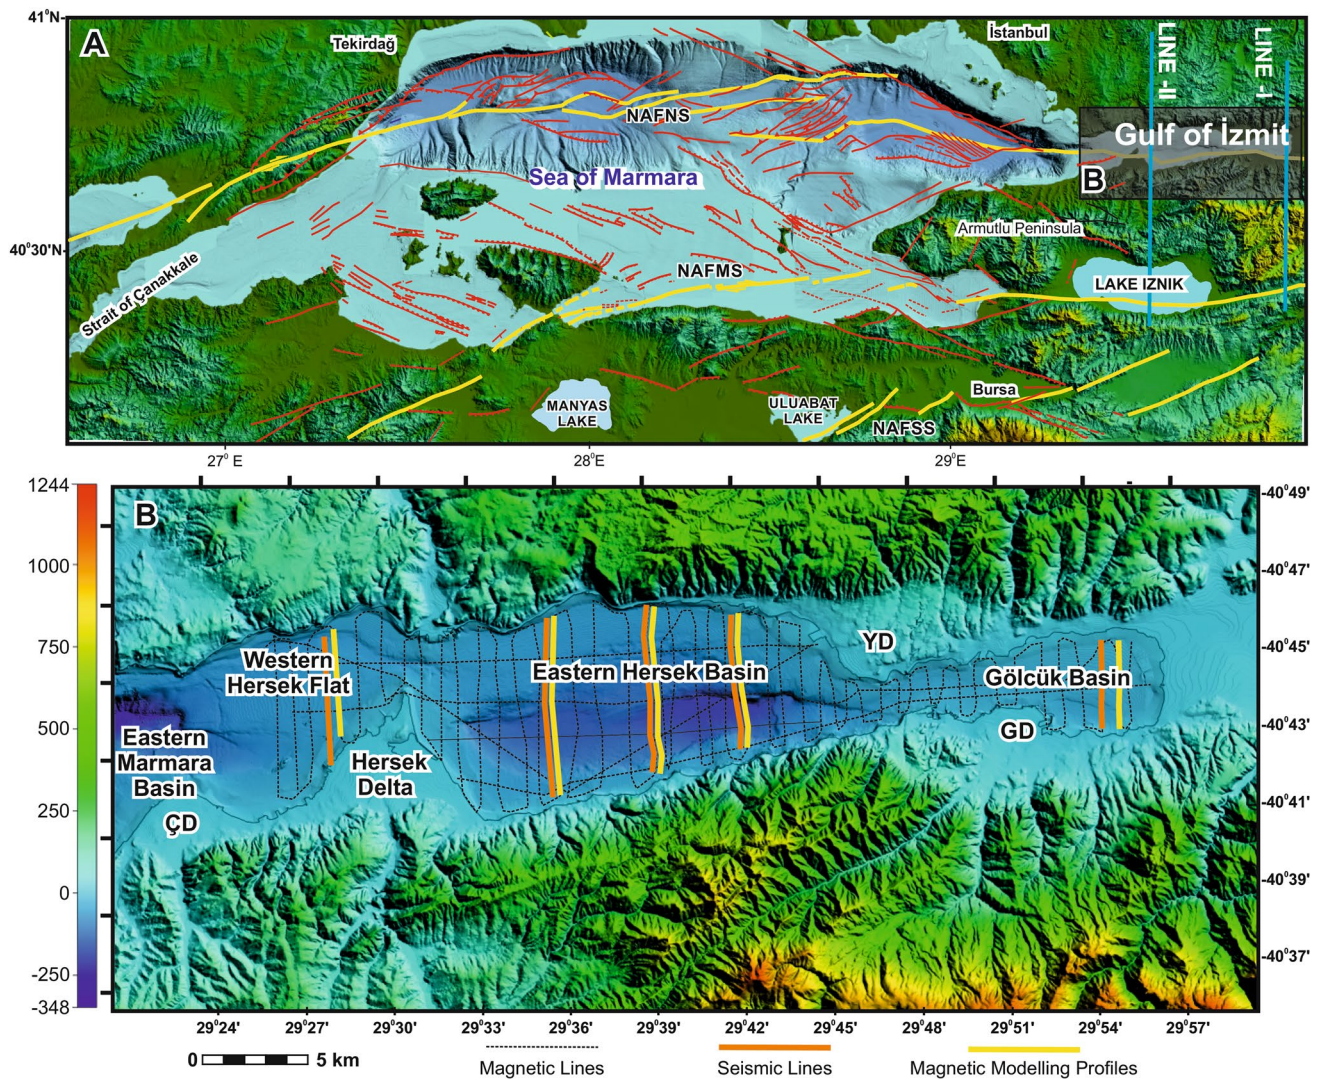 41°N
A
Tekirdağ
İstanbul
LINE -II
LINE -I
NAFNS
Gulf of İzmit
Sea of Marmara
B
Armutlu Peninsula
40°30'N
NAFMS
LAKE IZNIK
Strait of Çanakkale
Bursa
MANYAS
LAKE
ULUABAT
LAKE
NAFSS
27° E
28°E
29°E
1244
1000
750
500
250
0
-250
-348
B
-40°49'
-40°47'
-40°45'
-40°43'
-40°41'
-40°39'
-40°37'
YD
Western
Hersek Flat
Eastern Hersek Basin
Gölcük Basin
GD
Eastern
Marmara
Basin
Hersek
Delta
ÇD
29°24'
29°27'
29°30'
29°33'
29°36'
29°39'
29°42'
29°45'
29°48'
29°51'
29°54'
29°57'
0
5 km
Magnetic Lines
Seismic Lines
Magnetic Modelling Profiles